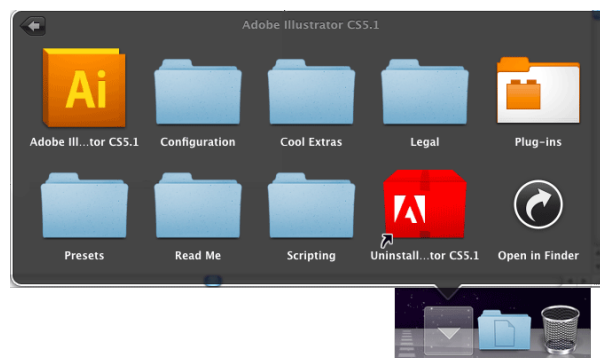 Adobe Illustrator CS5.1
Ai
Adobe Ill...tor CS5.1
Configuration
Cool Extras
Legal
Plug-ins
Presets
Read Me
Scripting
Uninstall...tor CS5.1
Open in Finder